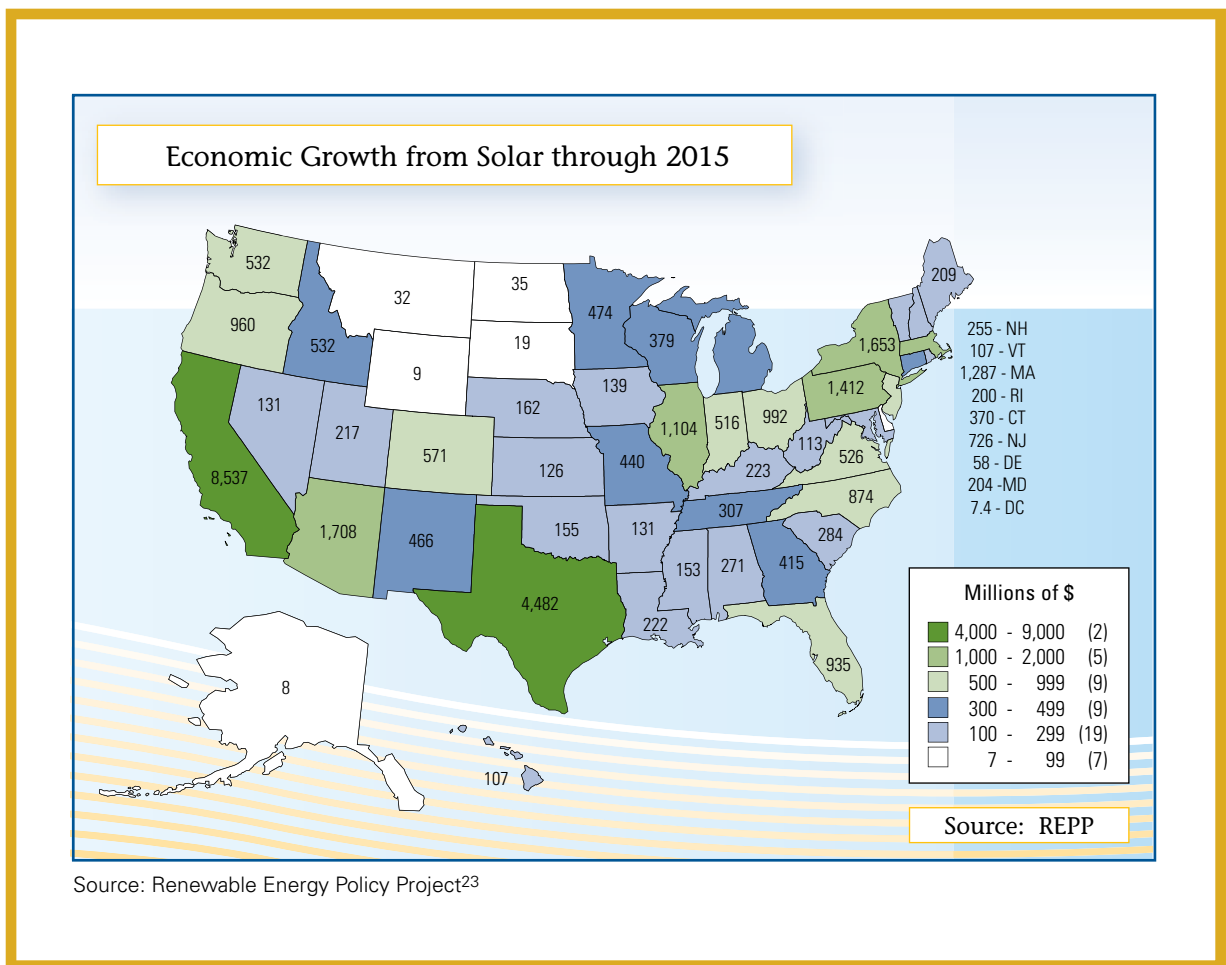 Economic Growth from Solar through 2015
532
960
532
32
9
35
19
474
379
209
1,653
1,412
8,537
131
217
571
162
126
139
440
1,104
516
992
113
526
223
874
307
284
1,708
466
155
131
153
271
415
4,482
222
935
8
107
255 - NH
107 - VT
1,287 - MA
200 - RI
370 - CT
726 - NJ
58 - DE
204 -MD
7.4 - DC
Millions of $
4,000 - 9,000 (2)
1,000 - 2,000 (5)
500 - 999 (9)
300 - 499 (9)
100 - 299 (19)
7 - 99 (7)
Source: REPP
Source: Renewable Energy Policy Project23